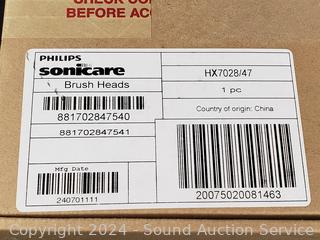 CHECK CO
BEFORE AC
PHILIPS
sonicare
Brush Heads
HX7028/47
1 pc
881702847540
Country of origin: China
881702847541
Mfg Date
240701111
20075020081463
Copyright 2024 - Sound Auction Service